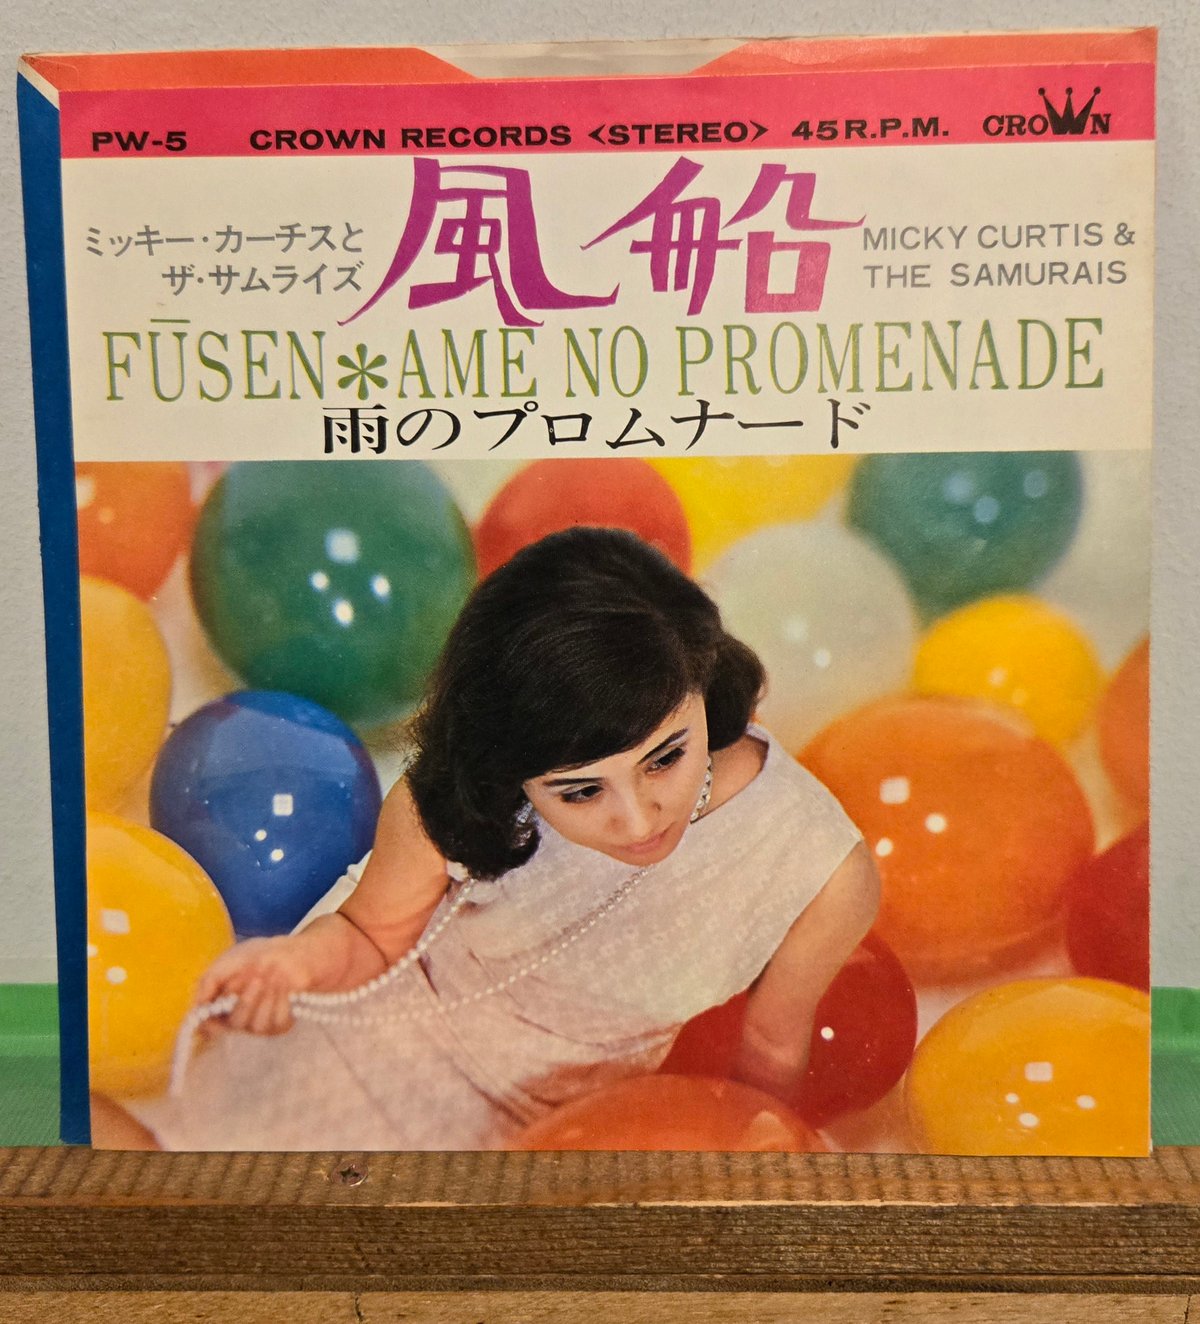 PW-5 CROWN RECORDS <STEREO> 45 R.P.M. CROWN
風船
ミッキー・カーチスと
ザ・サムライズ
MICKY CURTIS &
THE SAMURAIS
FŪSEN*AME NO PROMENADE
雨のプロムナード